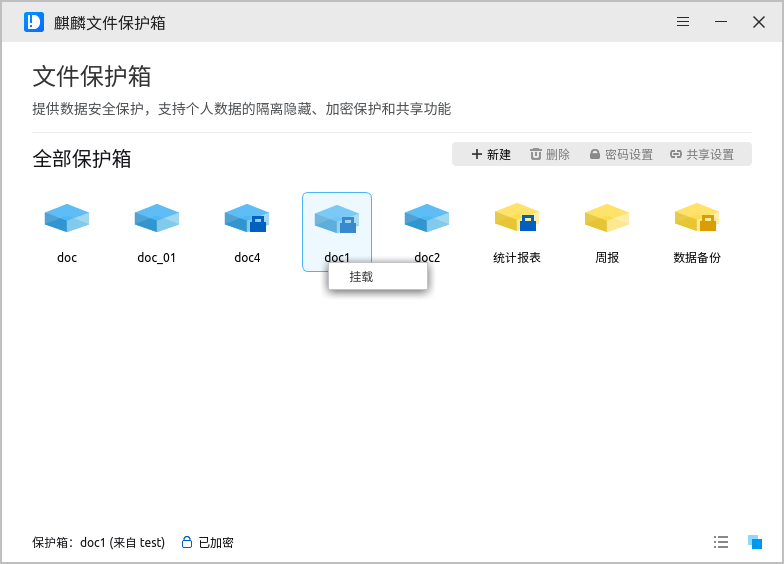 麒麟文件保护箱
文件保护箱
提供数据安全保护，支持个人数据的隔离隐藏、加密保护和共享功能
全部保护箱
新建 删除 密码设置 共享设置
doc doc_01 doc4 doc1 doc2 统计报表 周报 数据备份
挂载
保护箱: doc1 (来自 test) 已加密